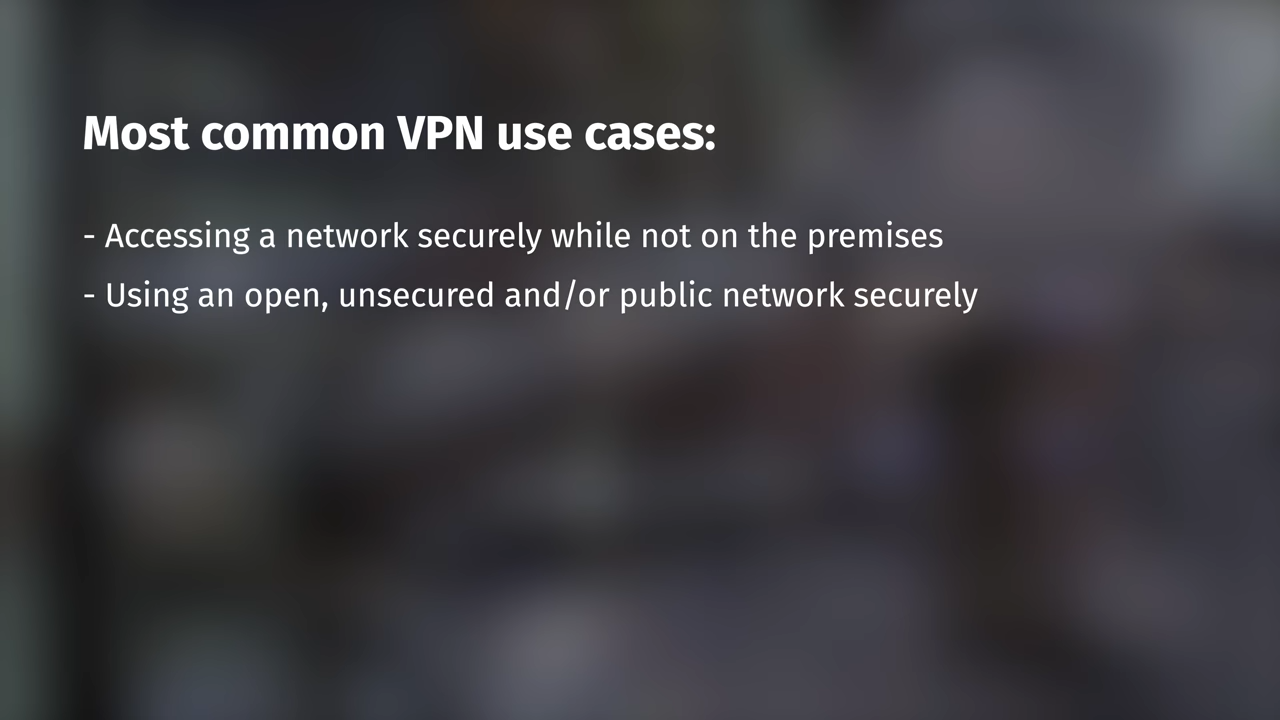 Most common VPN use cases:
- Accessing a network securely while not on the premises
- Using an open, unsecured and/or public network securely